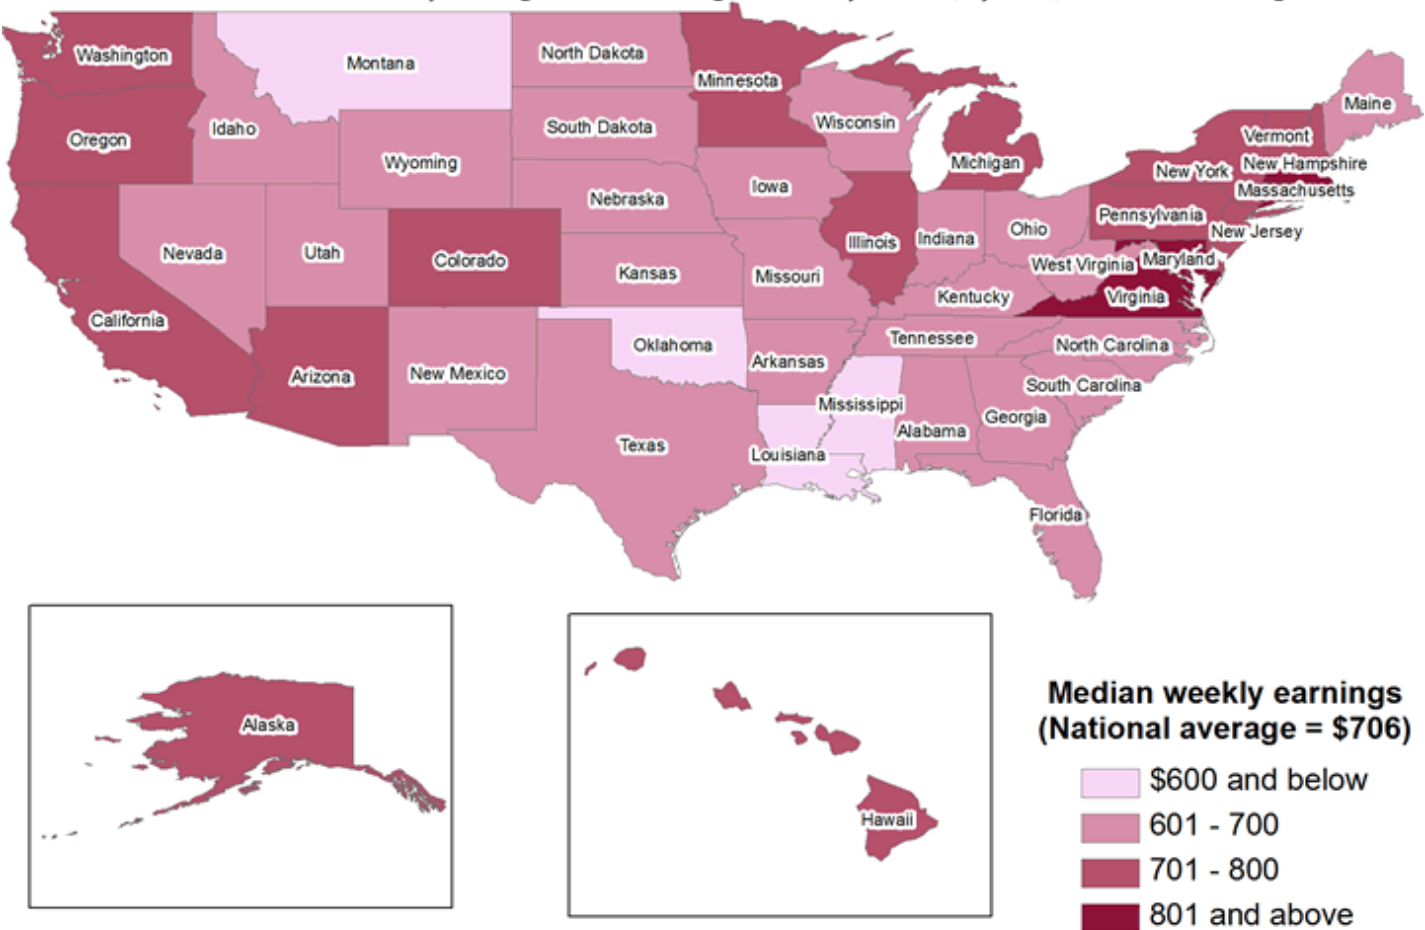 Washington
Montana
North Dakota
Minnesota
Maine
Oregon
Idaho
South Dakota
Wisconsin
Vermont
Wyoming
Michigan
New York
New Hampshire
Iowa
Massachusetts
Nebraska
Pennsylvania
New Jersey
Nevada
Utah
Colorado
Kansas
Missouri
Illinois
Indiana
Ohio
West Virginia
Maryland
Kentucky
Virginia
California
Oklahoma
Tennessee
North Carolina
Arizona
New Mexico
Arkansas
South Carolina
Mississippi
Georgia
Alabama
Texas
Louisiana
Florida
Alaska
Hawaii
Median weekly earnings
(National average = $706)
$600 and below
601 - 700
701 - 800
801 and above